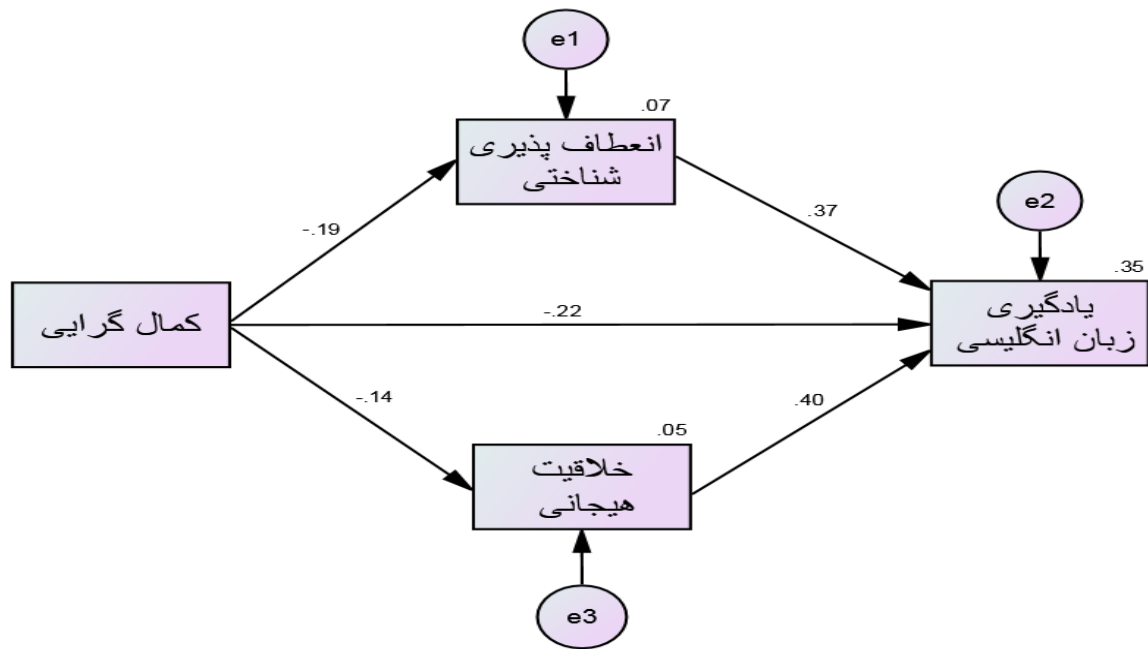 e1
.07
انعطاف پذیری
شناختی
e2
-.19
.37
.35
یادگیری
زبان انگلیسی
کمال گرایی
-.22
-.14
.40
.05
خلاقیت
هیجانی
e3